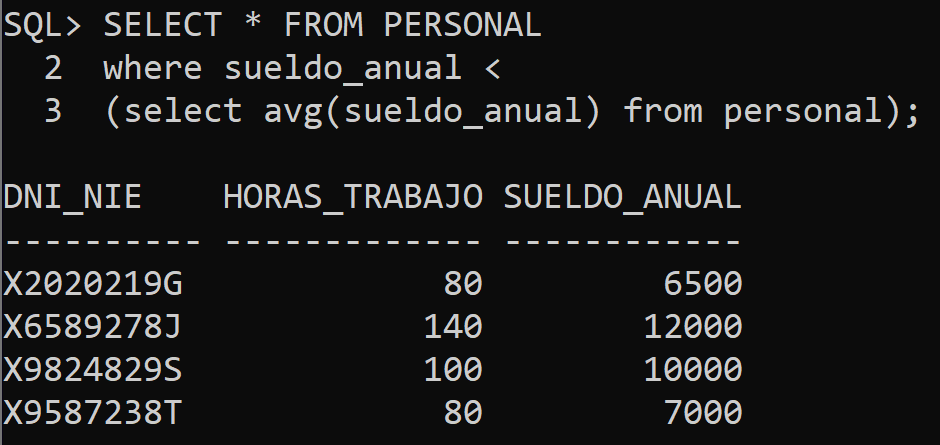 SQL> SELECT * FROM PERSONAL
2 where sueldo_anual <
3 (select avg(sueldo_anual) from personal);
DNI_NIE HORAS_TRABAJO SUELDO_ANUAL
---------- ------------- ------------
X2020219G 80 6500
X6589278J 140 12000
X9824829S 100 10000
X9587238T 80 7000